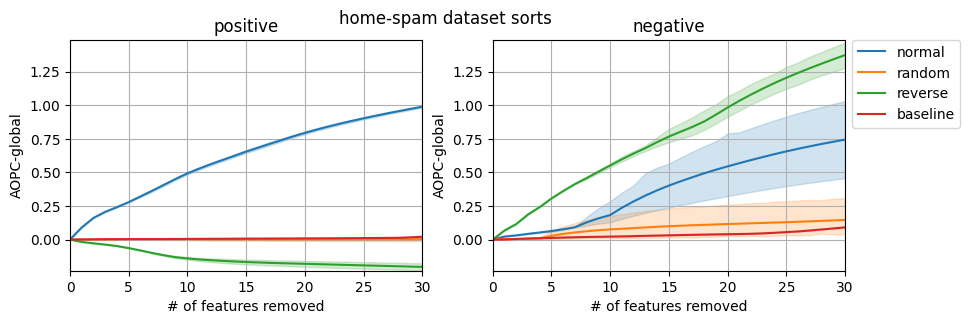 home-spam dataset sorts
positive
negative
AOPC-global
1.25
1.00
0.75
0.50
0.25
0.00
0 5 10 15 20 25 30
# of features removed
AOPC-global
1.25
1.00
0.75
0.50
0.25
0.00
0 5 10 15 20 25 30
# of features removed
normal
random
reverse
baseline